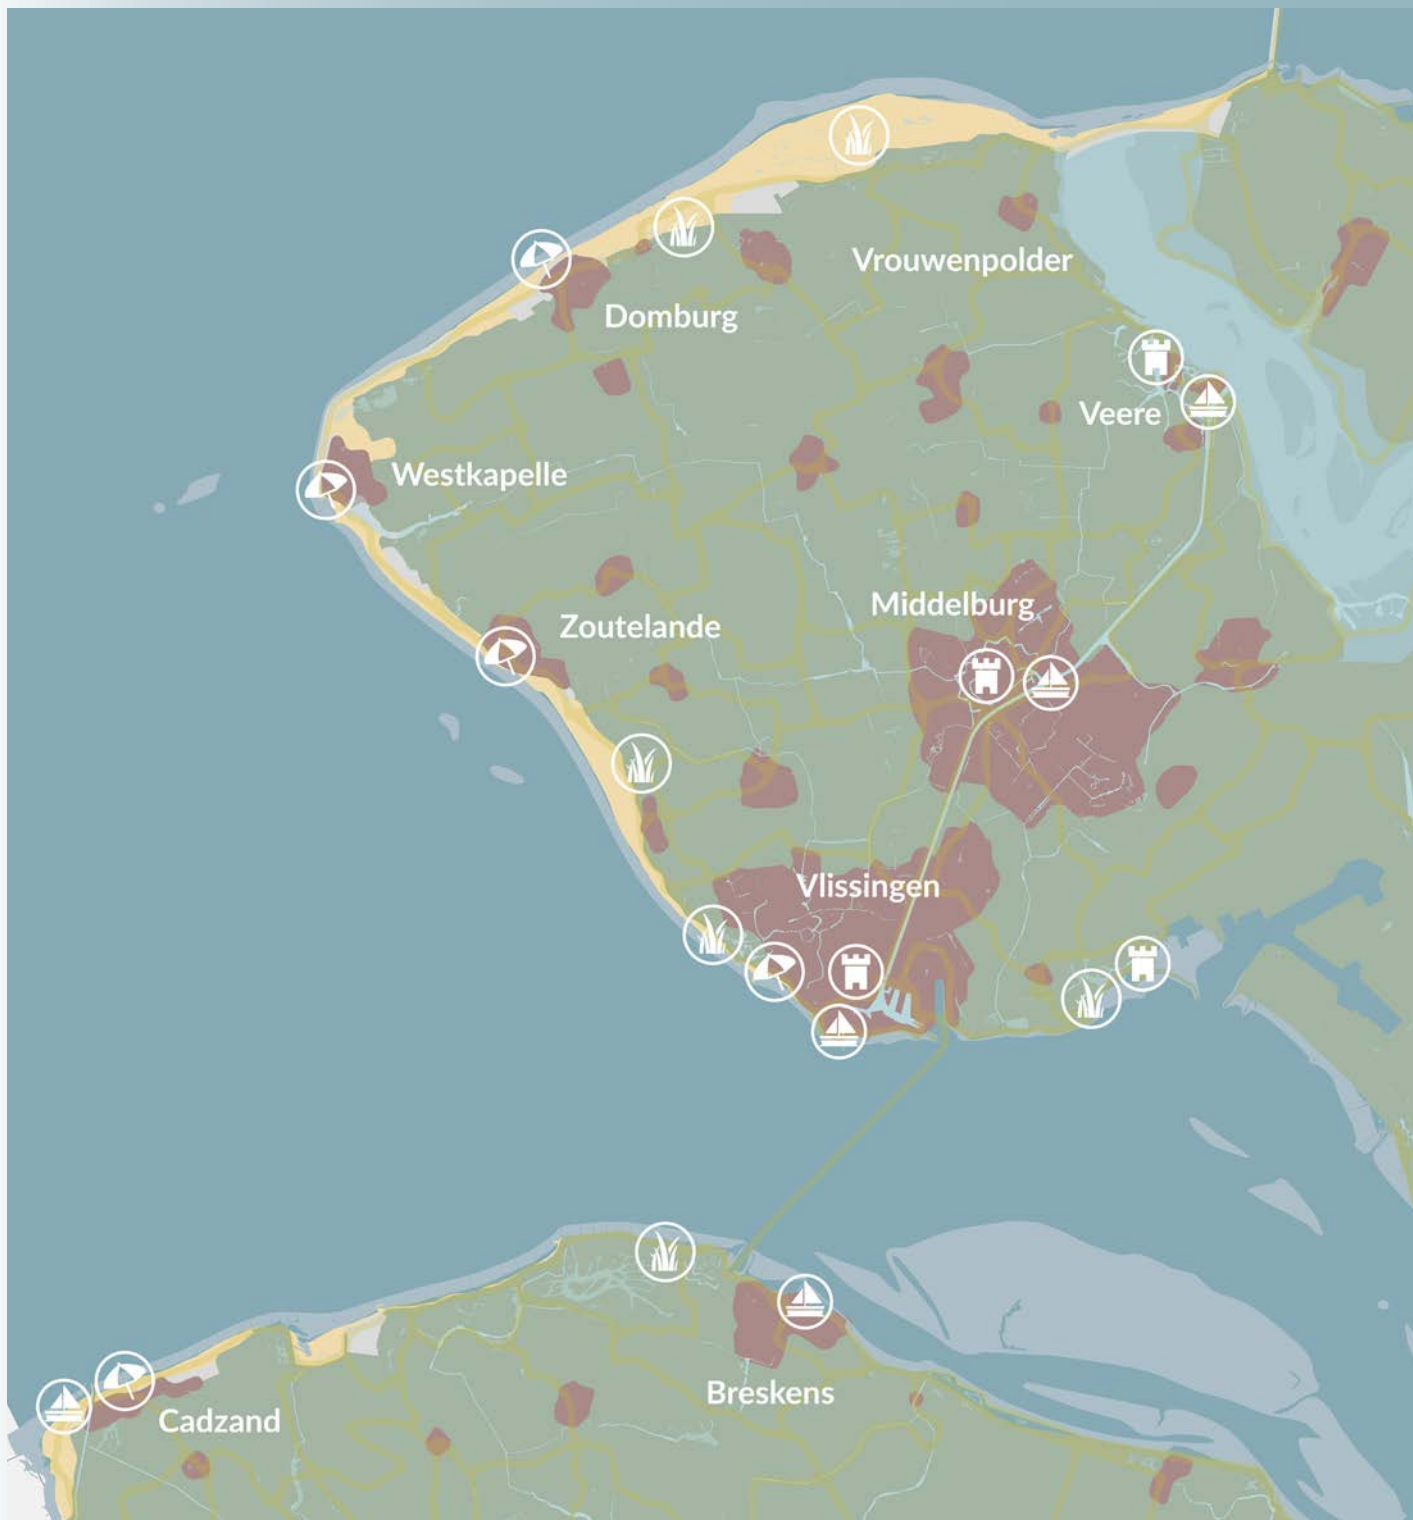 Vrouwenpolder
Domburg
Veere
Westkapelle
Middelburg
Zoutelande
Vlissingen
Breskens
Cadzand